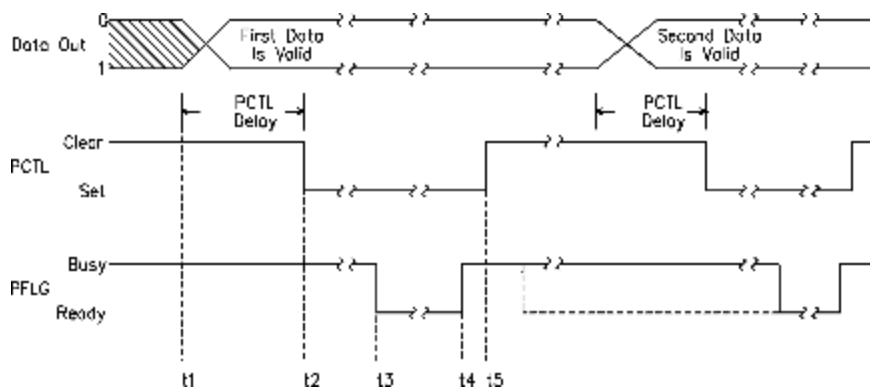 0
Data Out
1
First Data
Is Valid
Second Data
Is Valid
PCTL
Delay
PCTL
Delay
Clear
PCTL
Set
Busy
PFLG
Ready
t1 t2 t3 t4 t5